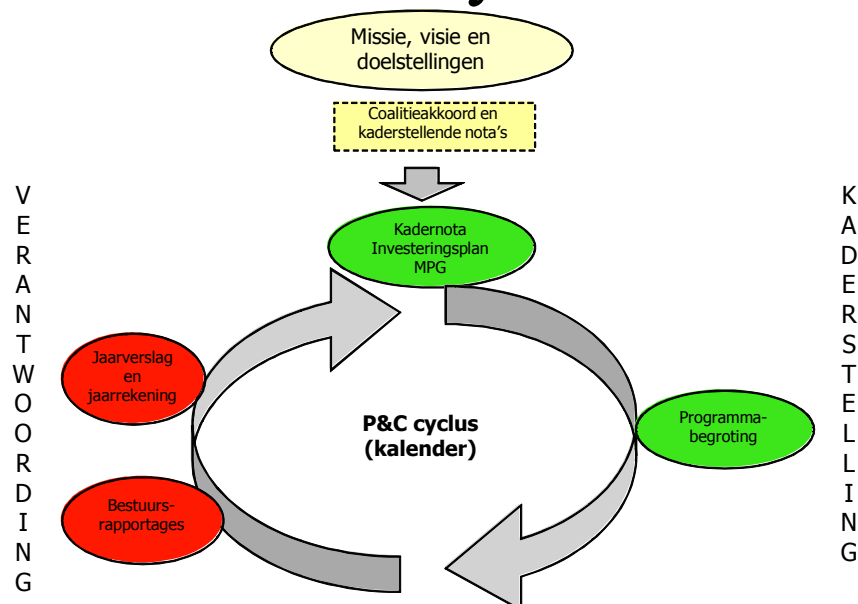 Missie, visie en
doelstellingen
Coalitieakkoord en
kaderstellende nota's
VERANTWOORDING
KADERSTELLING
Kadernota
Investeringsplan
MPG
Jaarverslag
en
jaarrekening
P&C cyclus
(kalender)
Programma-
begroting
Bestuurs-
rapportages